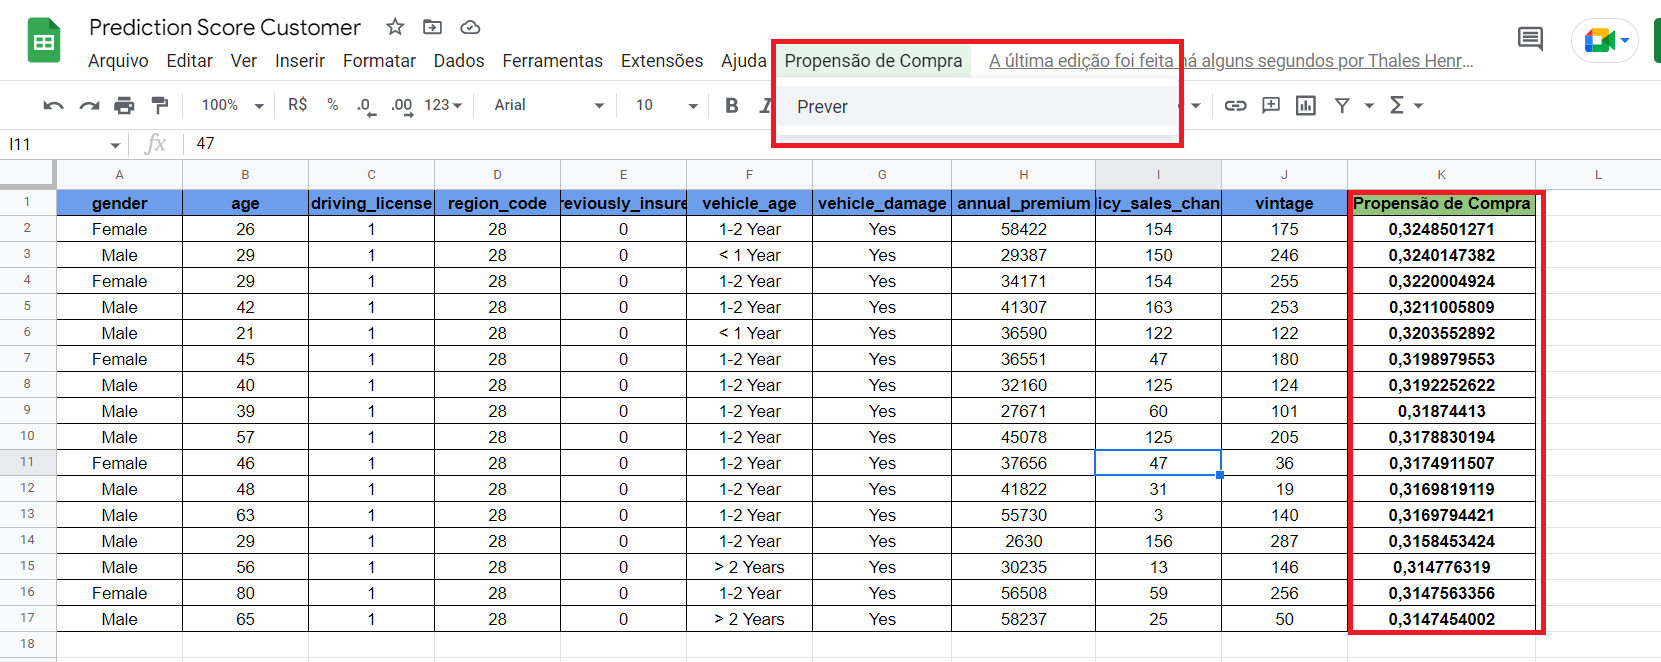 Prediction Score Customer
Arquivo Editar Ver Inserir Formatar Dados Ferramentas Extensões Ajuda Propensão de Compra A última edição foi feita há alguns segundos por Thales Henr…
Prever
100% R$ % .0 .00 123 Arial 10 B I
I11 fx 47
A B C D E F G H I J K L
1 gender age driving_license region_code reviously_insure vehicle_age vehicle_damage annual_premium licy_sales_chan vintage Propensão de Compra
2 Female 26 1 28 0 1-2 Year Yes 58422 154 175 0,3248501271
3 Male 29 1 28 0 < 1 Year Yes 29387 150 246 0,3240147382
4 Female 29 1 28 0 1-2 Year Yes 34171 154 255 0,3220004924
5 Male 42 1 28 0 1-2 Year Yes 41307 163 253 0,3211005809
6 Male 21 1 28 0 < 1 Year Yes 36590 122 122 0,3203552892
7 Female 45 1 28 0 1-2 Year Yes 36551 47 180 0,3198979553
8 Male 40 1 28 0 1-2 Year Yes 32160 125 124 0,3192252622
9 Male 39 1 28 0 1-2 Year Yes 27671 60 101 0,31874413
10 Male 57 1 28 0 1-2 Year Yes 45078 125 205 0,3178830194
11 Female 46 1 28 0 1-2 Year Yes 37656 47 36 0,3174911507
12 Male 48 1 28 0 1-2 Year Yes 41822 31 19 0,3169819119
13 Male 63 1 28 0 1-2 Year Yes 55730 3 140 0,3169794421
14 Male 29 1 28 0 1-2 Year Yes 2630 156 287 0,3158453424
15 Male 56 1 28 0 > 2 Years Yes 30235 13 146 0,314776319
16 Female 80 1 28 0 1-2 Year Yes 56508 59 256 0,3147563356
17 Male 65 1 28 0 > 2 Years Yes 58237 25 50 0,3147454002
18